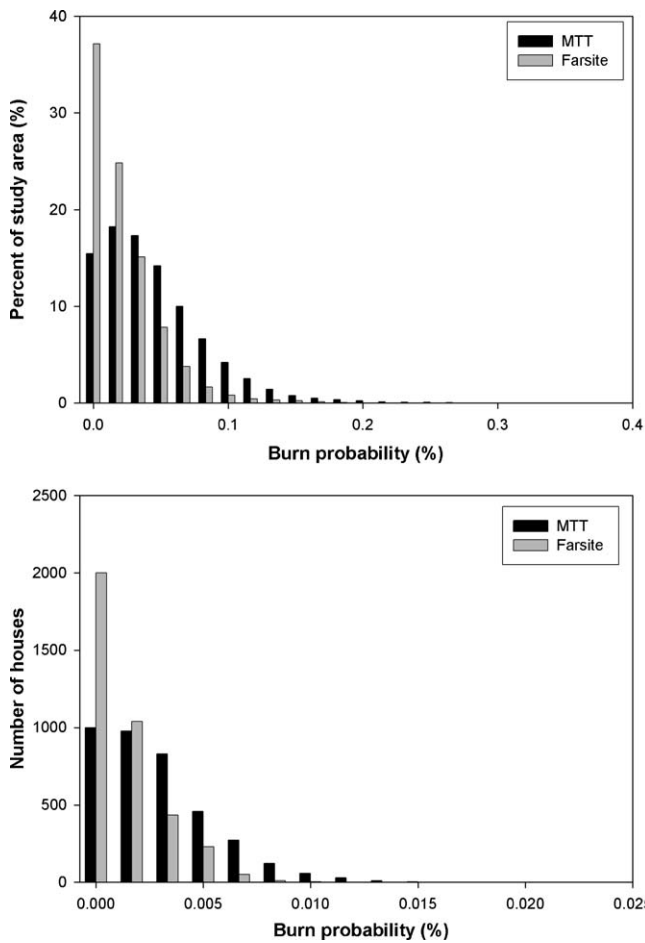 40
30
20
10
0
Percent of study area (%)
MTT
Farsite
0.0 0.1 0.2 0.3 0.4
Burn probability (%)
2500
2000
1500
1000
500
0
Number of houses
MTT
Farsite
0.000 0.005 0.010 0.015 0.020 0.025
Burn probability (%)